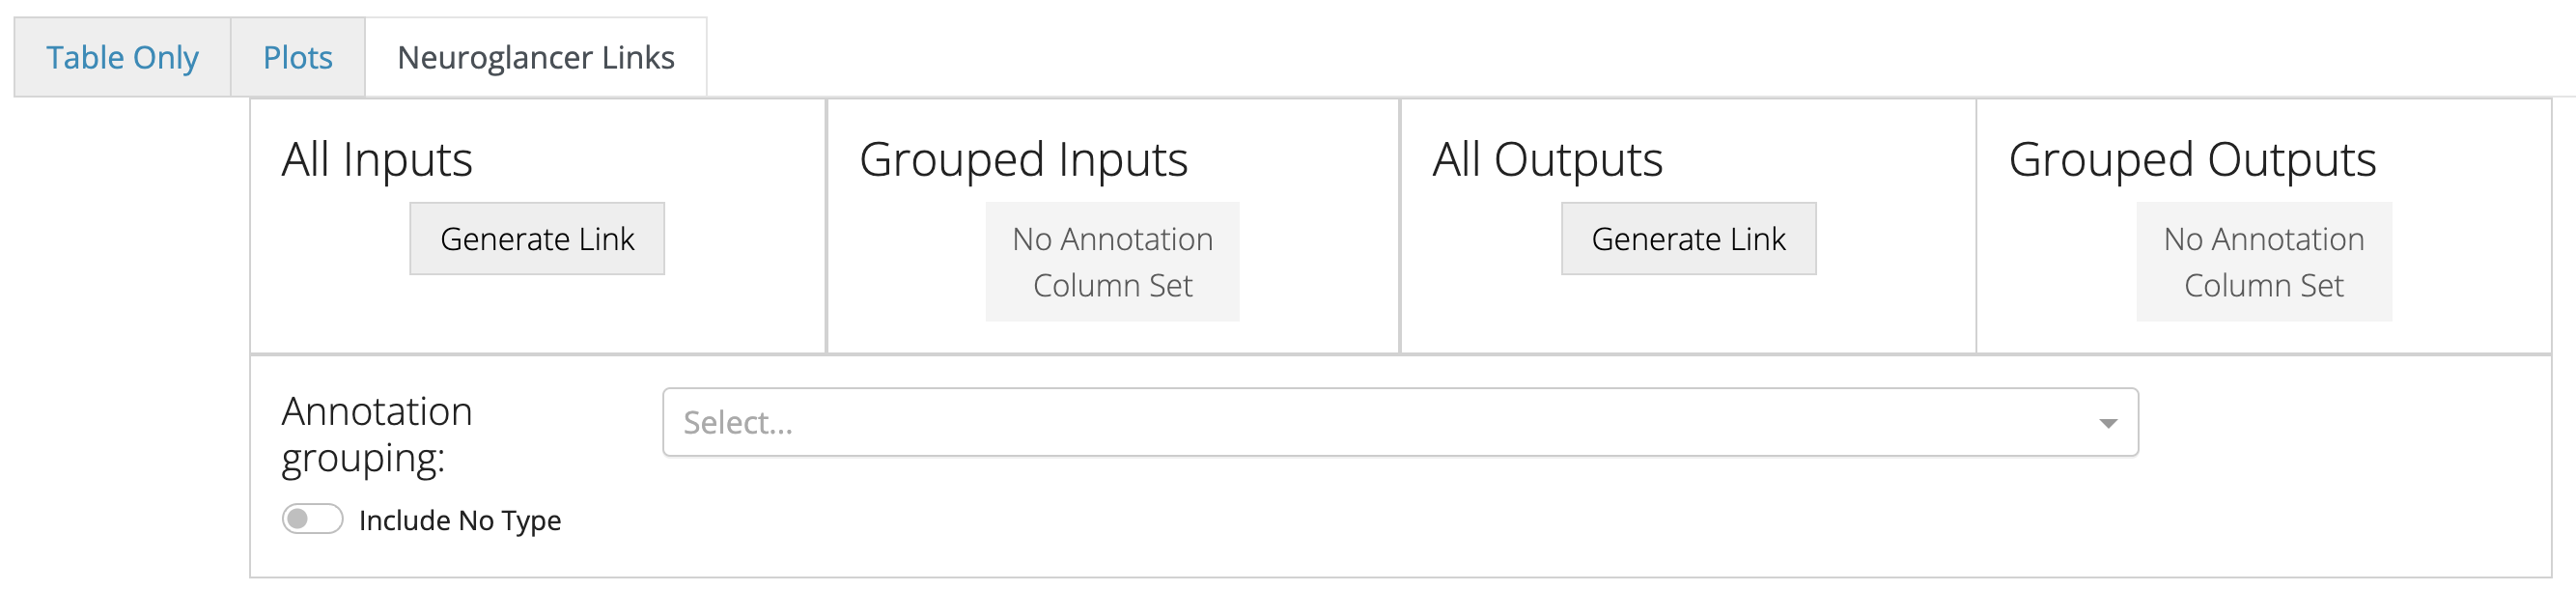 Table Only
Plots
Neuroglancer Links
All Inputs
Generate Link
Grouped Inputs
No Annotation
Column Set
All Outputs
Generate Link
Grouped Outputs
No Annotation
Column Set
Annotation
grouping:
Select...
Include No Type